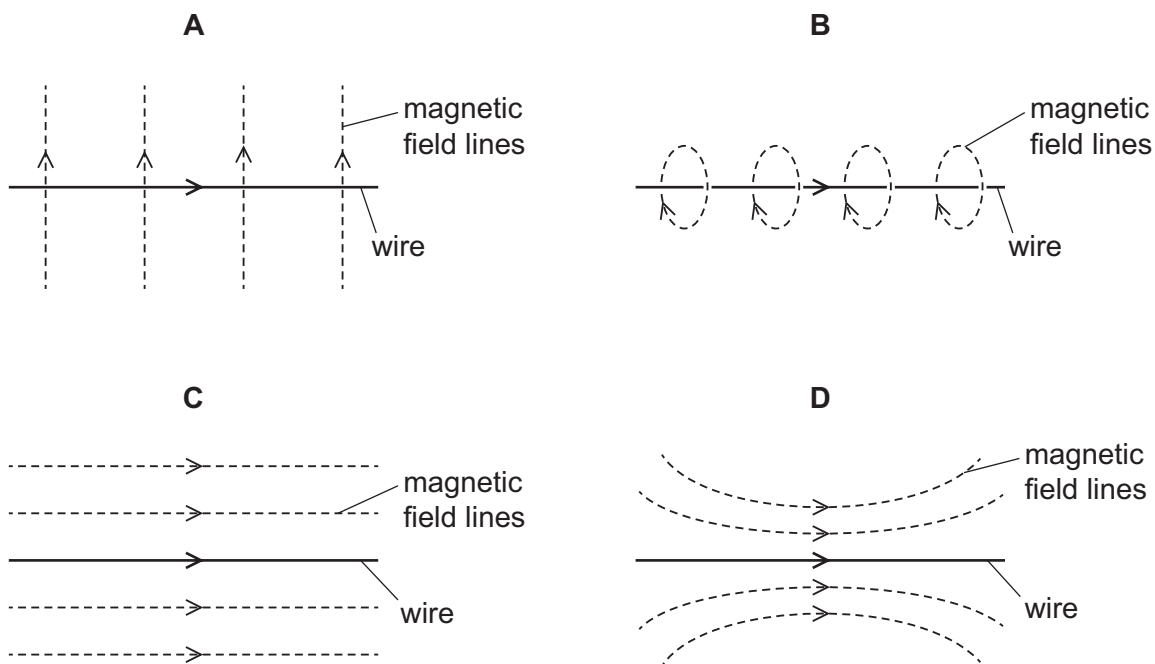 A
magnetic
field lines
wire
B
magnetic
field lines
wire
C
magnetic
field lines
wire
D
magnetic
field lines
wire